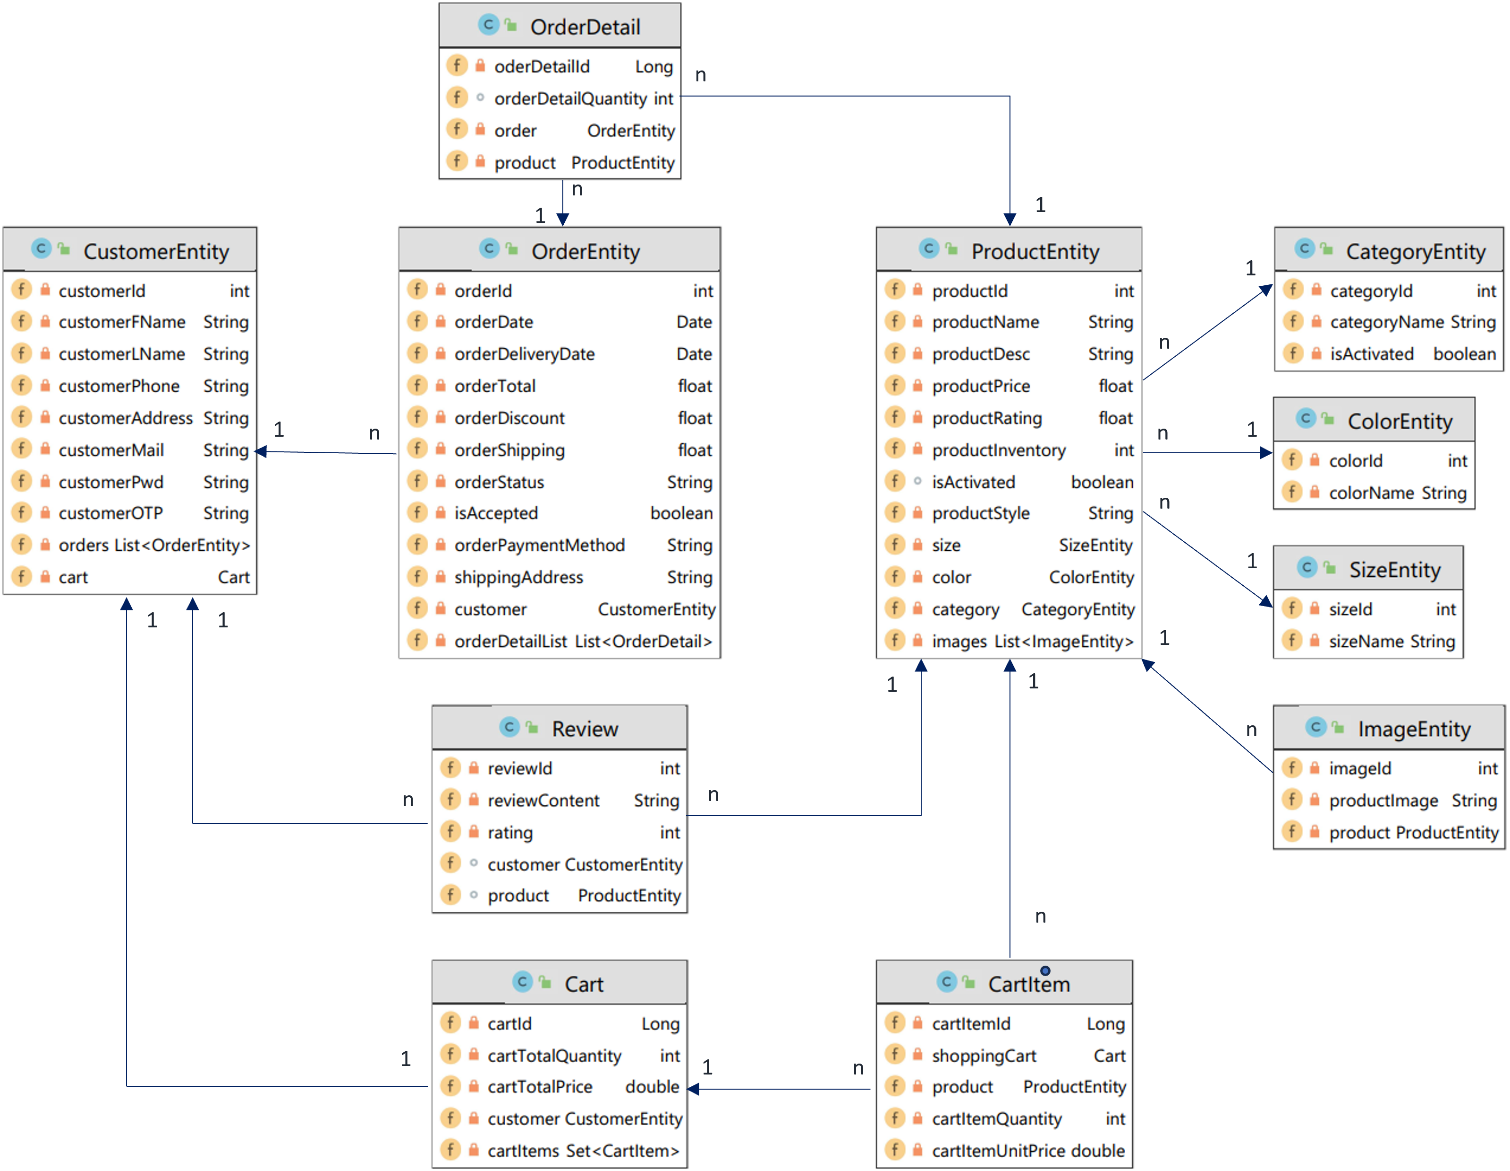 OrderDetail
oderDetailId Long
orderDetailQuantity int
order OrderEntity
product ProductEntity
n
1
n
1
CustomerEntity
customerId int
customerFName String
customerLName String
customerPhone String
customerAddress String
customerMail String
customerPwd String
customerOTP String
orders List<OrderEntity>
cart Cart
1
n
1
1
OrderEntity
orderId int
orderDate Date
orderDeliveryDate Date
orderTotal float
orderDiscount float
orderShipping float
orderStatus String
isAccepted boolean
orderPaymentMethod String
shippingAddress String
customer CustomerEntity
orderDetailList List<OrderDetail>
ProductEntity
productId int
productName String
productDesc String
productPrice float
productRating float
productInventory int
isActivated boolean
productStyle String
size SizeEntity
color ColorEntity
category CategoryEntity
images List<ImageEntity>
1
n
n
1
n
1
1
n
1
1
CategoryEntity
categoryId int
categoryName String
isActivated boolean
ColorEntity
colorId int
colorName String
SizeEntity
sizeId int
sizeName String
ImageEntity
imageId int
productImage String
product ProductEntity
Review
reviewId int
reviewContent String
rating int
customer CustomerEntity
product ProductEntity
n
n
n
Cart
cartId Long
cartTotalQuantity int
cartTotalPrice double
customer CustomerEntity
cartItems Set<CartItem>
1
1
n
CartItem
cartItemId Long
shoppingCart Cart
product ProductEntity
cartItemQuantity int
cartItemUnitPrice double